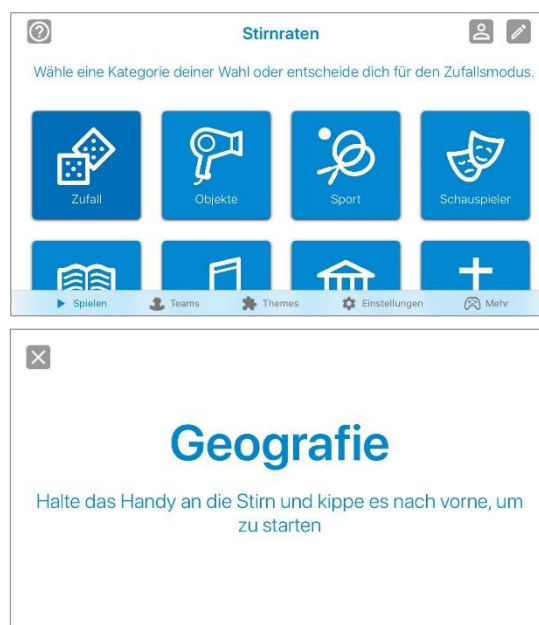 Stirnraten
Wähle eine Kategorie deiner Wahl oder entscheide dich für den Zufallsmodus.
Zufall Objekte Sport Schauspieler
Spielen Teams Themes Einstellungen Mehr
Geografie
Halte das Handy an die Stirn und kippe es nach vorne, um
zu starten